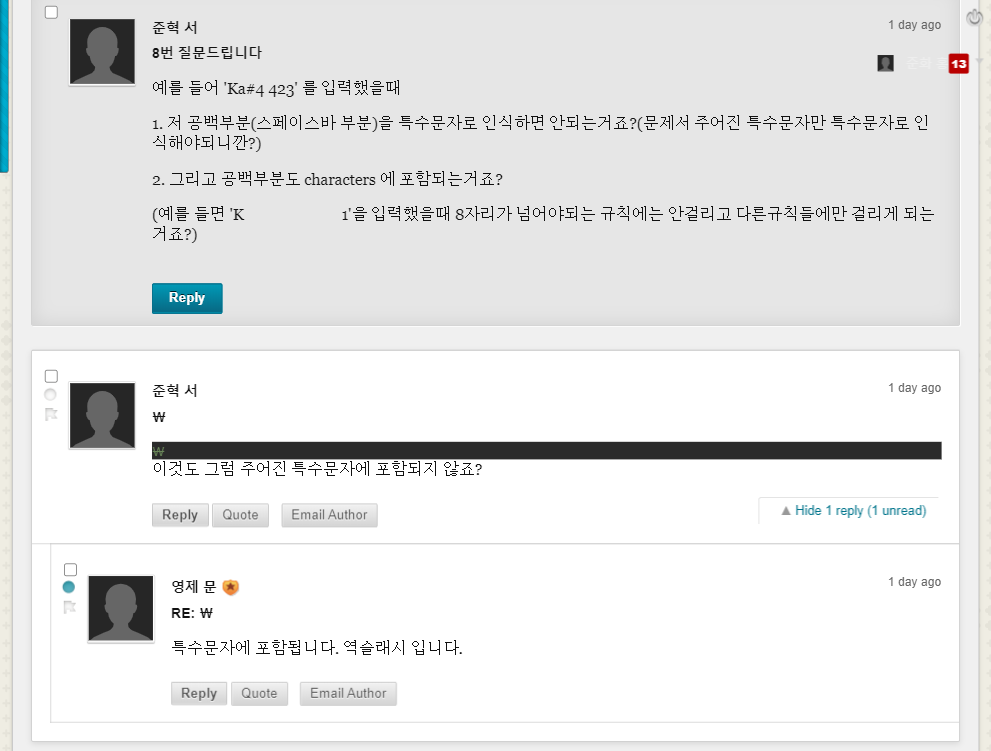 준혁 서
1 day ago
8번 질문드립니다
13
예를 들어 'Ka#4 423' 를 입력했을때
1. 저 공백부분(스페이스바 부분)을 특수문자로 인식하면 안되는거죠?(문제서 주어진 특수문자만 특수문자로 인
식해야되니깐?)
2. 그리고 공백부분도 characters 에 포함되는거죠?
(예를 들면 'K 1'을 입력했을때 8자리가 넘어야되는 규칙에는 안걸리고 다른규칙들에만 걸리게 되는
거죠?)
Reply
준혁 서
1 day ago
₩
₩
이것도 그럼 주어진 특수문자에 포함되지 않죠?
Reply Quote Email Author
▲ Hide 1 reply (1 unread)
영제 문
1 day ago
RE: ₩
특수문자에 포함됩니다. 역슬래시 입니다.
Reply Quote Email Author